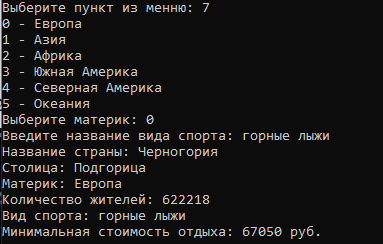 Выберите пункт из менню: 7
0 - Европа
1 - Азия
2 - Африка
3 - Южная Америка
4 - Северная Америка
5 - Океания
Выберите материк: 0
Введите название вида спорта: горные лыжи
Название страны: Черногория
Столица: Подгорица
Материк: Европа
Количество жителей: 622218
Вид спорта: горные лыжи
Минимальная стоимость отдыха: 67050 руб.